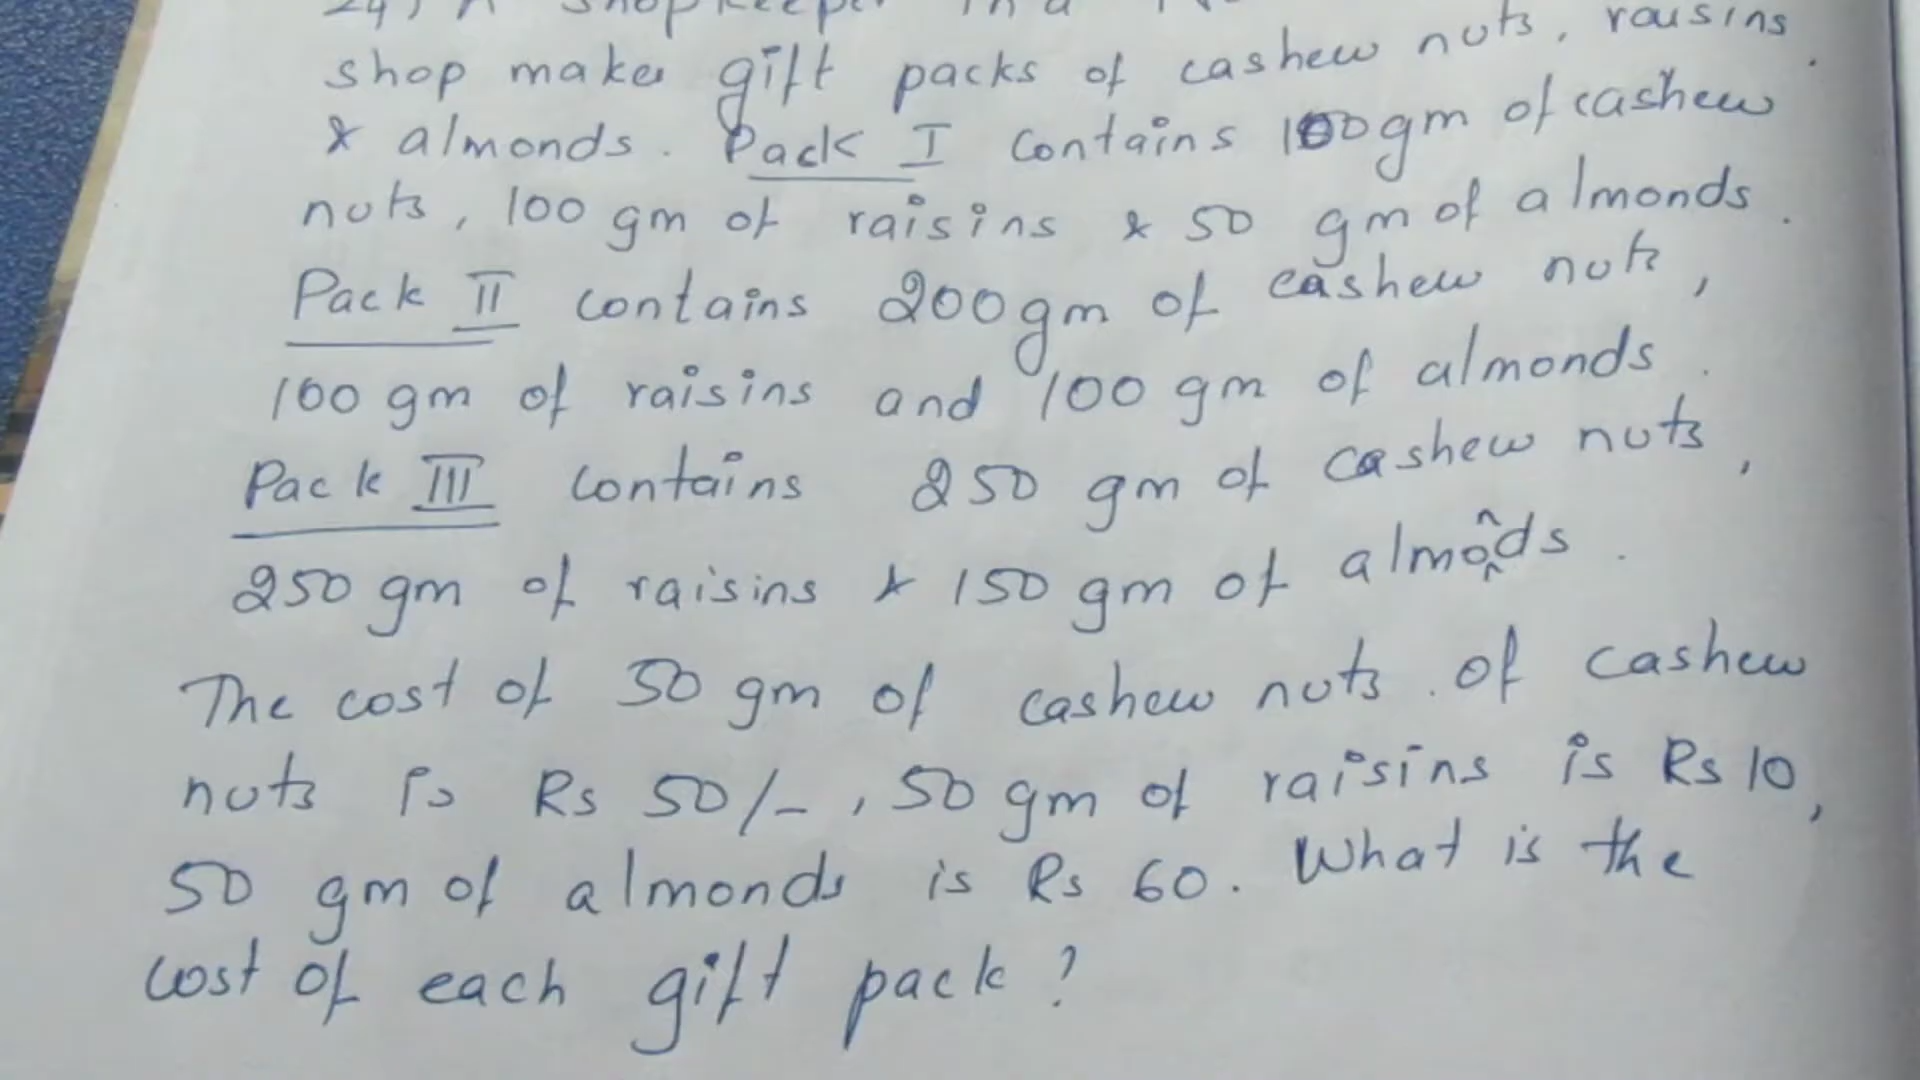 24) A shopkeeper in a
shop makes gift packs of cashew nuts, raisins
& almonds. Pack I contains 100gm of cashew
nuts, 100 gm of raisins & 50 gm of almonds.
Pack II contains 200gm of cashew nuts,
100 gm of raisins and 100 gm of almonds.
Pack III contains 250 gm of cashew nuts,
250 gm of raisins & 150 gm of almonds.
The cost of 50 gm of cashew nuts. of cashew
nuts is Rs 50/-, 50 gm of raisins is Rs 10,
50 gm of almonds is Rs 60. What is the
cost of each gift pack?